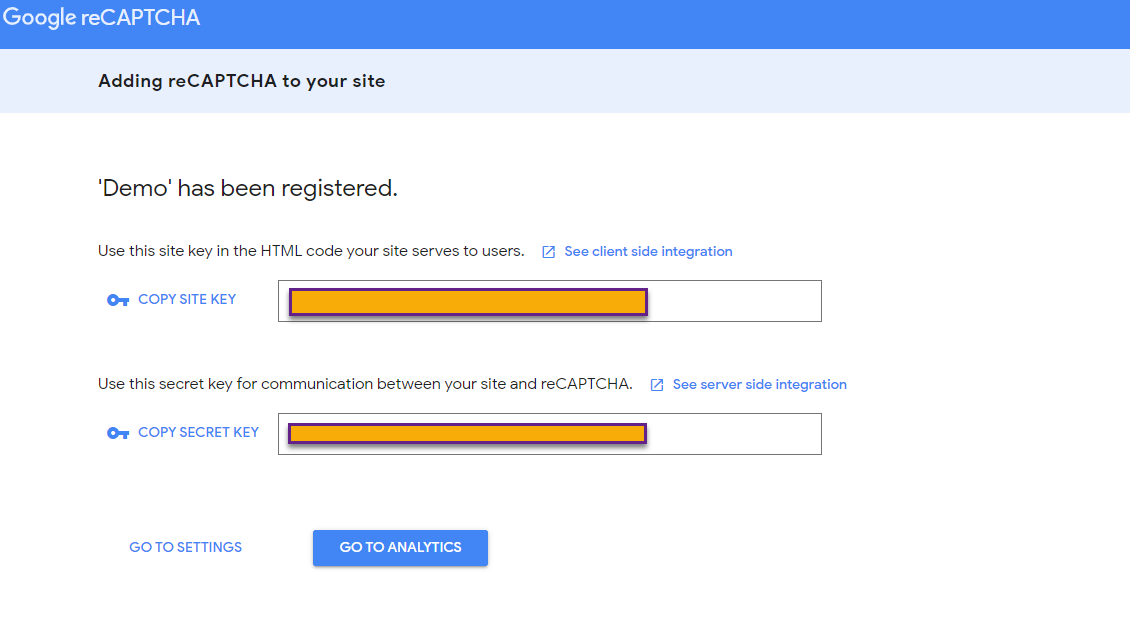 Google reCAPTCHA
Adding reCAPTCHA to your site
'Demo' has been registered.
Use this site key in the HTML code your site serves to users. See client side integration
COPY SITE KEY
Use this secret key for communication between your site and reCAPTCHA. See server side integration
COPY SECRET KEY
GO TO SETTINGS GO TO ANALYTICS